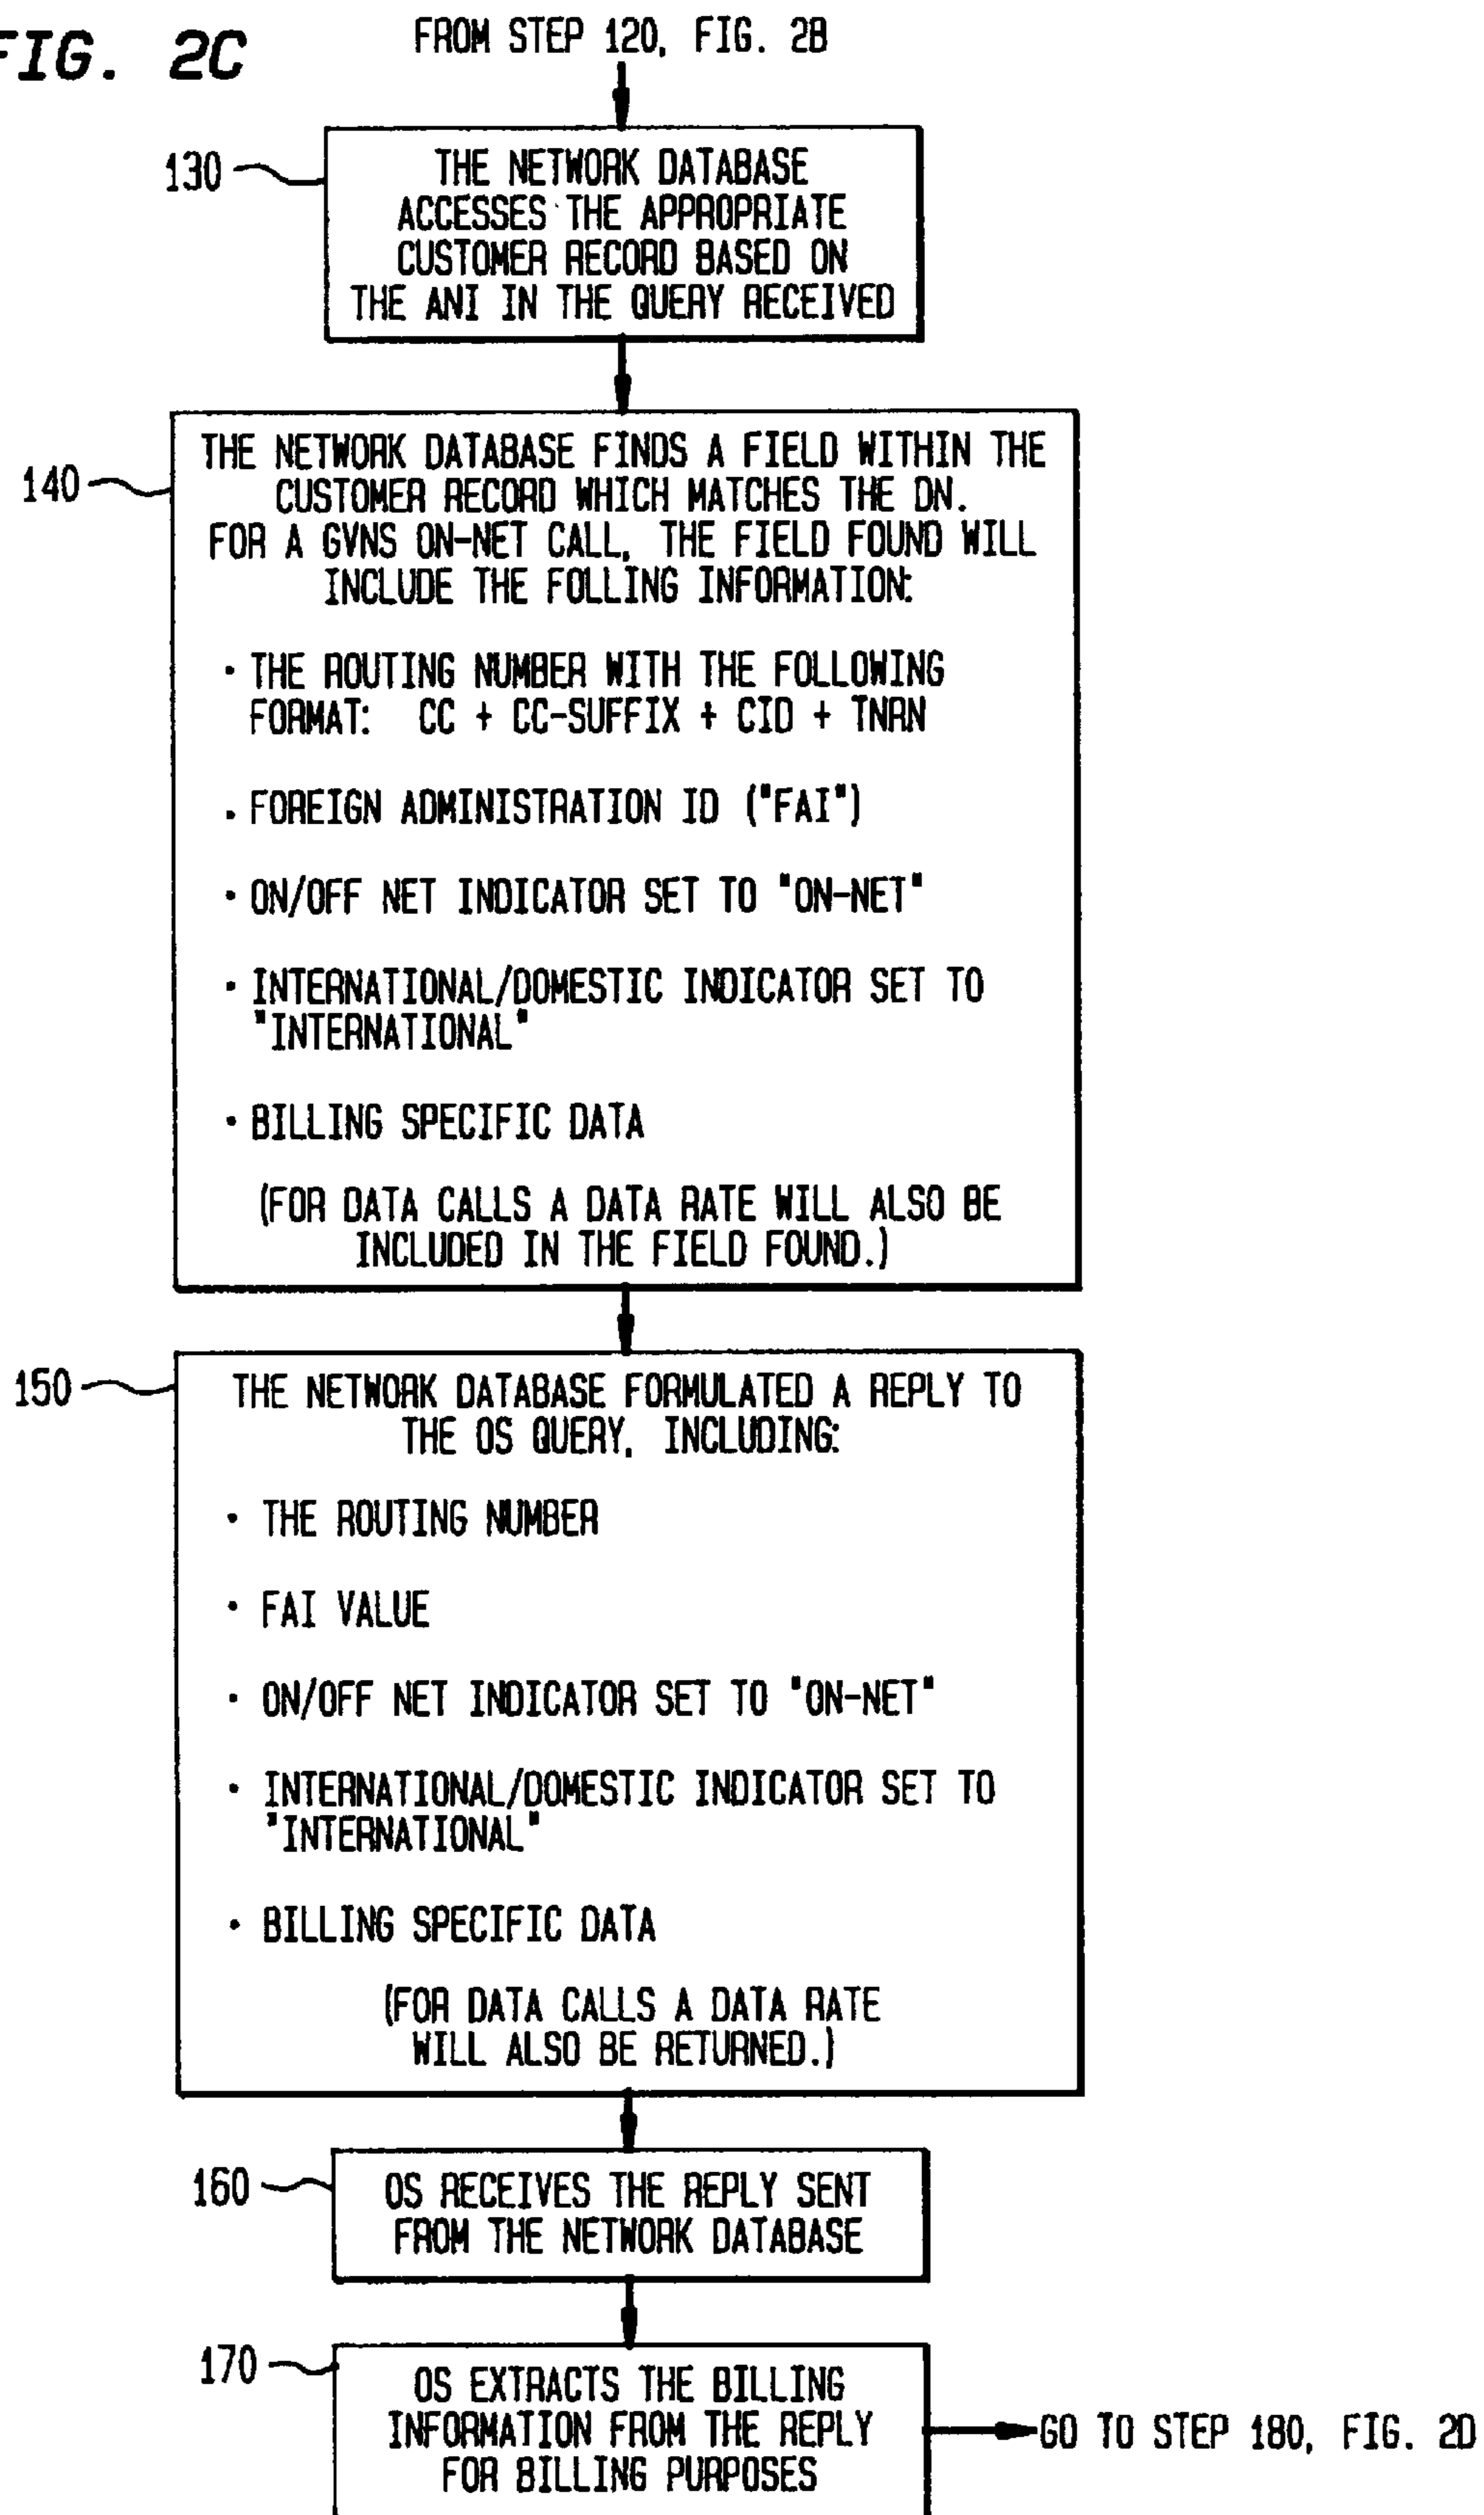 FIG. 2C
FROM STEP 120, FIG. 2B
130
THE NETWORK DATABASE
ACCESSES THE APPROPRIATE
CUSTOMER RECORD BASED ON
THE ANI IN THE QUERY RECEIVED
140
THE NETWORK DATABASE FINDS A FIELD WITHIN THE
CUSTOMER RECORD WHICH MATCHES THE DN.
FOR A GVNS ON-NET CALL, THE FIELD FOUND WILL
INCLUDE THE FOLLING INFORMATION:
· THE ROUTING NUMBER WITH THE FOLLOWING
FORMAT: CC + CC-SUFFIX + CID + TNRN
· FOREIGN ADMINISTRATION ID ("FAI")
· ON/OFF NET INDICATOR SET TO "ON-NET"
· INTERNATIONAL/DOMESTIC INDICATOR SET TO
"INTERNATIONAL"
· BILLING SPECIFIC DATA
(FOR DATA CALLS A DATA RATE WILL ALSO BE
INCLUDED IN THE FIELD FOUND.)
150
THE NETWORK DATABASE FORMULATED A REPLY TO
THE OS QUERY, INCLUDING:
· THE ROUTING NUMBER
· FAI VALUE
· ON/OFF NET INDICATOR SET TO "ON-NET"
· INTERNATIONAL/DOMESTIC INDICATOR SET TO
"INTERNATIONAL"
· BILLING SPECIFIC DATA
(FOR DATA CALLS A DATA RATE
WILL ALSO BE RETURNED.)
160
OS RECEIVES THE REPLY SENT
FROM THE NETWORK DATABASE
170
OS EXTRACTS THE BILLING
INFORMATION FROM THE REPLY
FOR BILLING PURPOSES
GO TO STEP 180, FIG. 2D